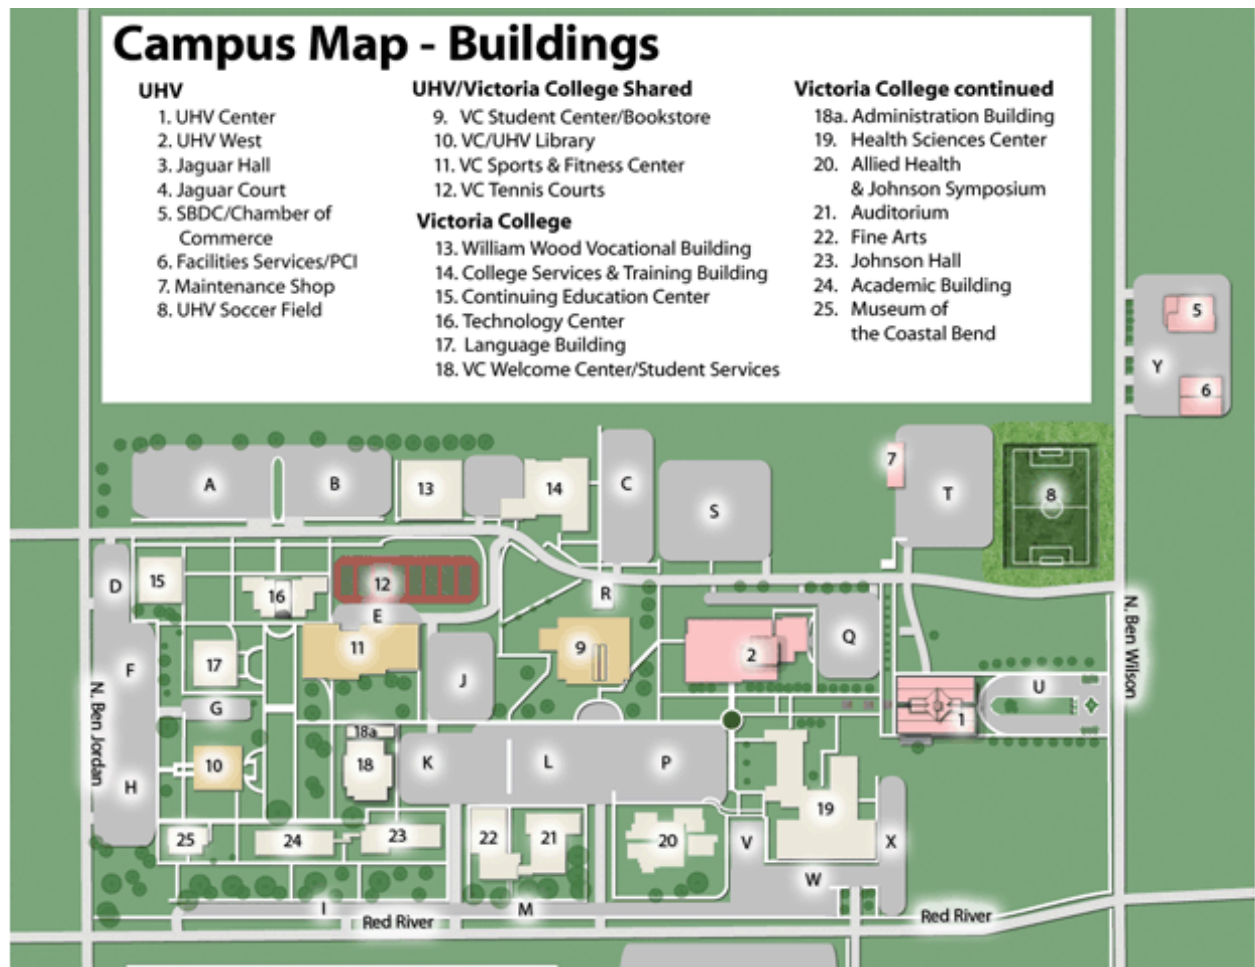 Campus Map - Buildings
UHV
1. UHV Center
2. UHV West
3. Jaguar Hall
4. Jaguar Court
5. SBDC/Chamber of
Commerce
6. Facilities Services/PCI
7. Maintenance Shop
8. UHV Soccer Field
UHV/Victoria College Shared
9. VC Student Center/Bookstore
10. VC/UHV Library
11. VC Sports & Fitness Center
12. VC Tennis Courts
Victoria College
13. William Wood Vocational Building
14. College Services & Training Building
15. Continuing Education Center
16. Technology Center
17. Language Building
18. VC Welcome Center/Student Services
Victoria College continued
18a. Administration Building
19. Health Sciences Center
20. Allied Health
& Johnson Symposium
21. Auditorium
22. Fine Arts
23. Johnson Hall
24. Academic Building
25. Museum of
the Coastal Bend
5
Y
6
7
A
B
13
14
C
S
T
8
D
15
16
12
E
R
N. Ben Wilson
F
17
11
J
9
2
Q
G
N. Ben Jordan
U
1
18a
10
18
K
L
P
H
19
25
24
23
22
21
20
V
X
W
I
M
Red River
Red River